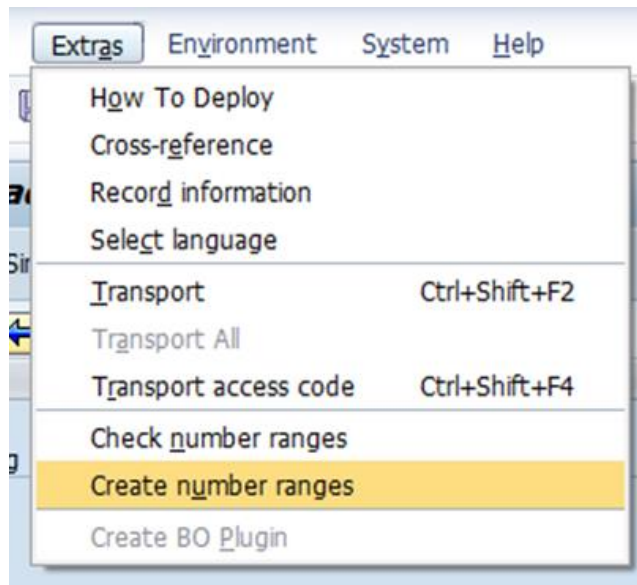 Extras Environment System Help
How To Deploy
Cross-reference
Record information
Select language
Transport Ctrl+Shift+F2
Transport All
Transport access code Ctrl+Shift+F4
Check number ranges
Create number ranges
Create BO Plugin